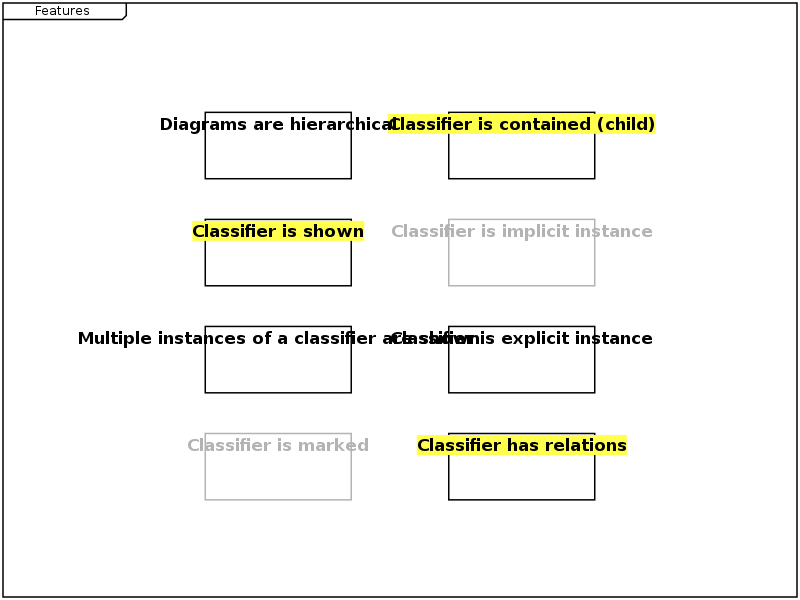 Features
Diagrams are hierarchical
Classifier is contained (child)
Classifier is shown
Classifier is implicit instance
Multiple instances of a classifier are shown
Classifier is explicit instance
Classifier is marked
Classifier has relations